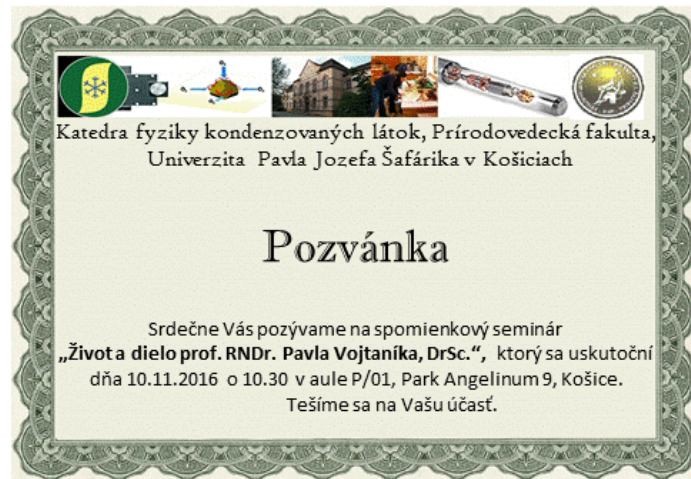 Katedra fyziky kondenzovaných látok, Prírodovedecká fakulta,
Univerzita Pavla Jozefa Šafárika v Košiciach
Pozvánka
Srdečne Vás pozývame na spomienkový seminár
„Život a dielo prof. RNDr. Pavla Vojtaníka, DrSc.“, ktorý sa uskutoční
dňa 10.11.2016 o 10.30 v aule P/01, Park Angelinum 9, Košice.
Tešíme sa na Vašu účasť.